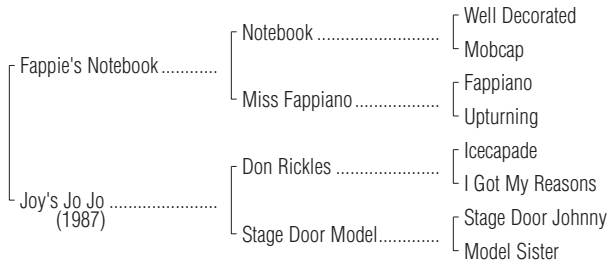 Well Decorated
Notebook ..............................
Mobcap
Fappie's Notebook ............
Fappiano
Miss Fappiano ....................
Upturning
Icecapade
Don Rickles .........................
I Got My Reasons
Joy's Jo Jo ........................
(1987)
Stage Door Johnny
Stage Door Model ..............
Model Sister